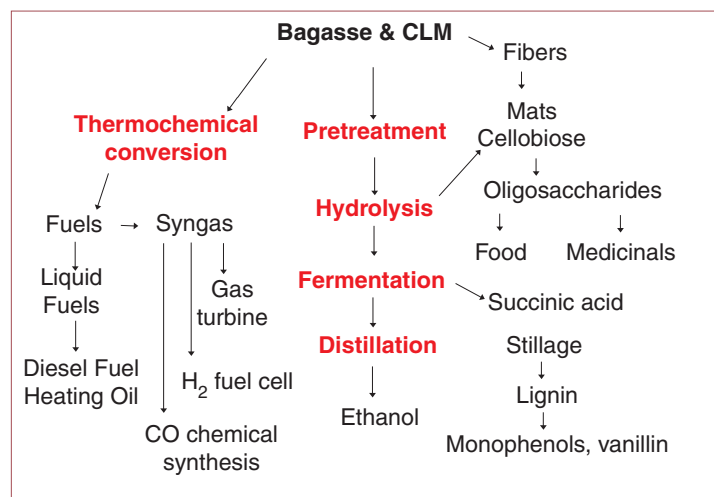 Bagasse & CLM
Fibers
Thermochemical
conversion
Pretreatment
Mats
Cellobiose
Hydrolysis
Oligosaccharides
Fuels
Syngas
Food
Medicinals
Liquid
Fuels
Gas
turbine
Fermentation
Succinic acid
Diesel Fuel
Heating Oil
H₂ fuel cell
Distillation
Stillage
Lignin
CO chemical
synthesis
Ethanol
Monophenols, vanillin